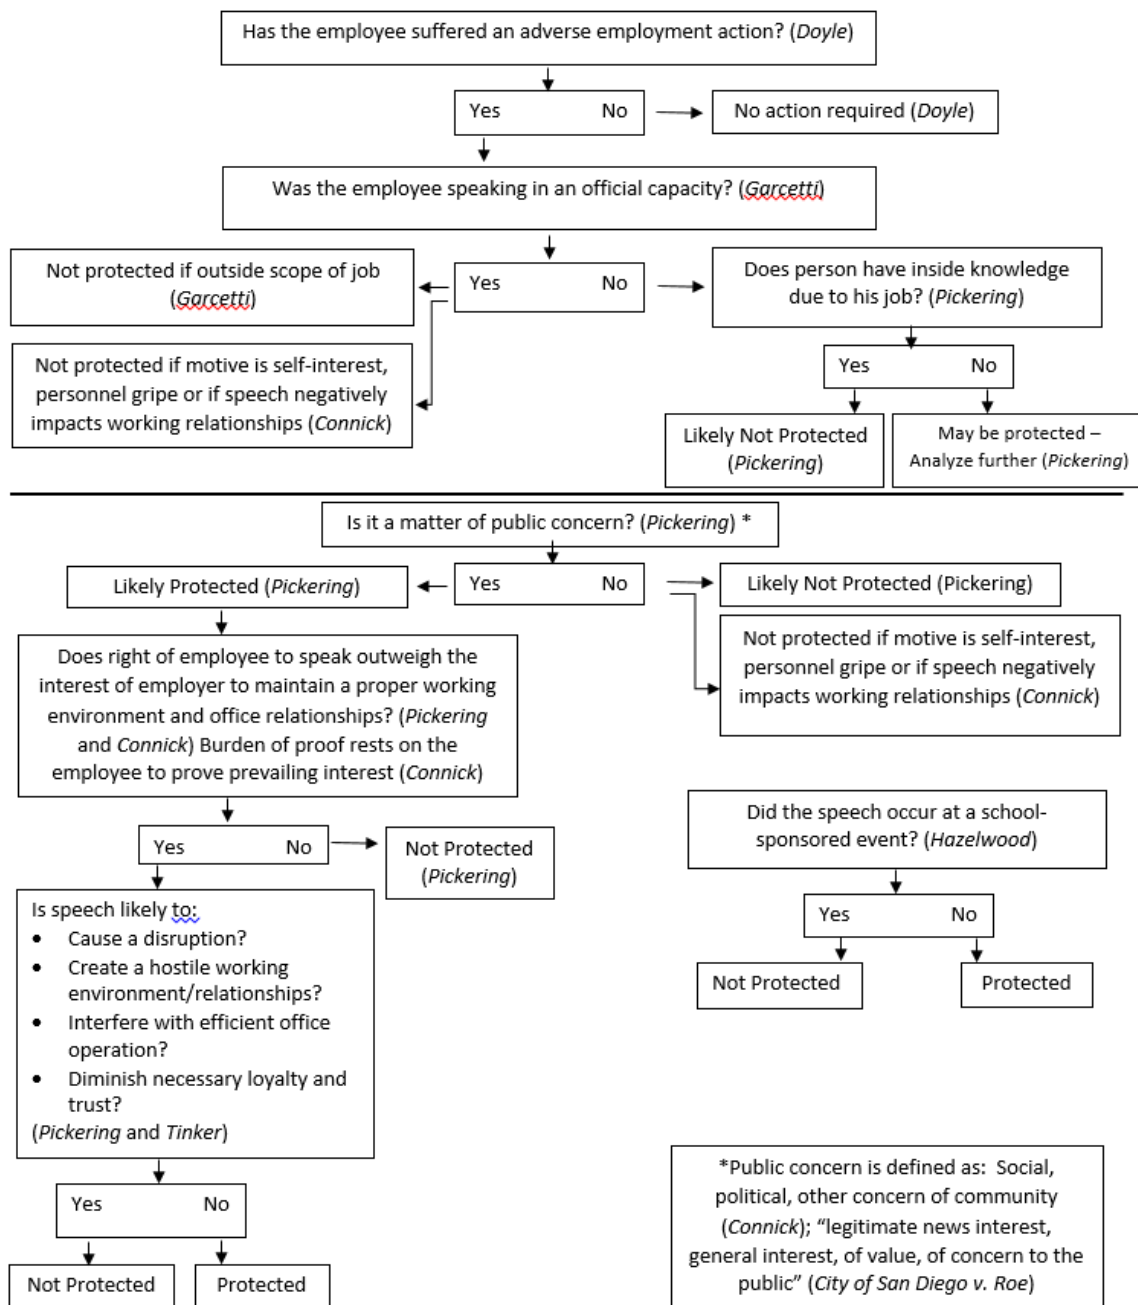 Has the employee suffered an adverse employment action? (Doyle)
Yes No
No action required (Doyle)
Was the employee speaking in an official capacity? (Garcetti)
Not protected if outside scope of job
(Garcetti)
Yes No
Does person have inside knowledge
due to his job? (Pickering)
Not protected if motive is self-interest,
personnel gripe or if speech negatively
impacts working relationships (Connick)
Yes No
Likely Not Protected
(Pickering)
May be protected –
Analyze further (Pickering)
Is it a matter of public concern? (Pickering) *
Likely Protected (Pickering)
Yes No
Likely Not Protected (Pickering)
Not protected if motive is self-interest,
personnel gripe or if speech negatively
impacts working relationships (Connick)
Does right of employee to speak outweigh the
interest of employer to maintain a proper working
environment and office relationships? (Pickering
and Connick) Burden of proof rests on the
employee to prove prevailing interest (Connick)
Yes No
Not Protected
(Pickering)
Did the speech occur at a school-
sponsored event? (Hazelwood)
Yes No
Not Protected
Protected
Is speech likely to:
• Cause a disruption?
• Create a hostile working
environment/relationships?
• Interfere with efficient office
operation?
• Diminish necessary loyalty and
trust?
(Pickering and Tinker)
Yes No
Not Protected
Protected
*Public concern is defined as: Social,
political, other concern of community
(Connick); “legitimate news interest,
general interest, of value, of concern to the
public” (City of San Diego v. Roe)